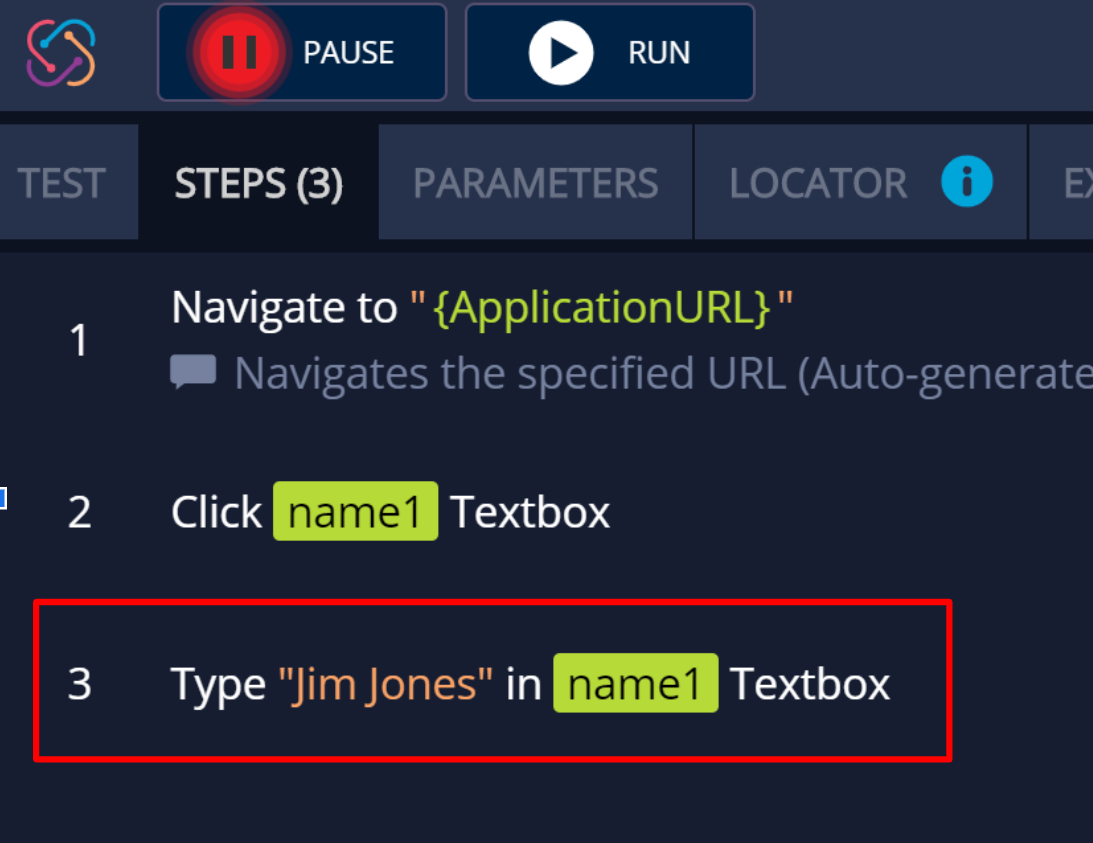 PAUSE RUN
TEST STEPS (3) PARAMETERS LOCATOR i
1
Navigate to "{ApplicationURL}"
Navigates the specified URL (Auto-generate
2 Click name1 Textbox
3 Type "Jim Jones" in name1 Textbox